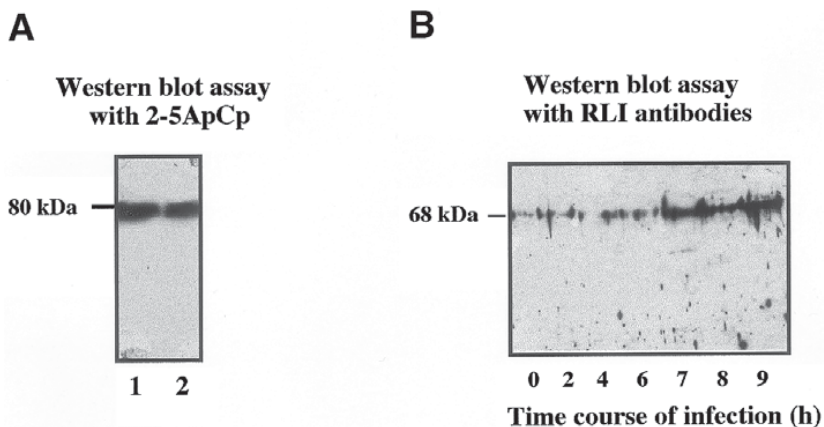 A
Western blot assay
with 2-5ApCp
80 kDa
1 2
B
Western blot assay
with RLI antibodies
68 kDa
0 2 4 6 7 8 9
Time course of infection (h)